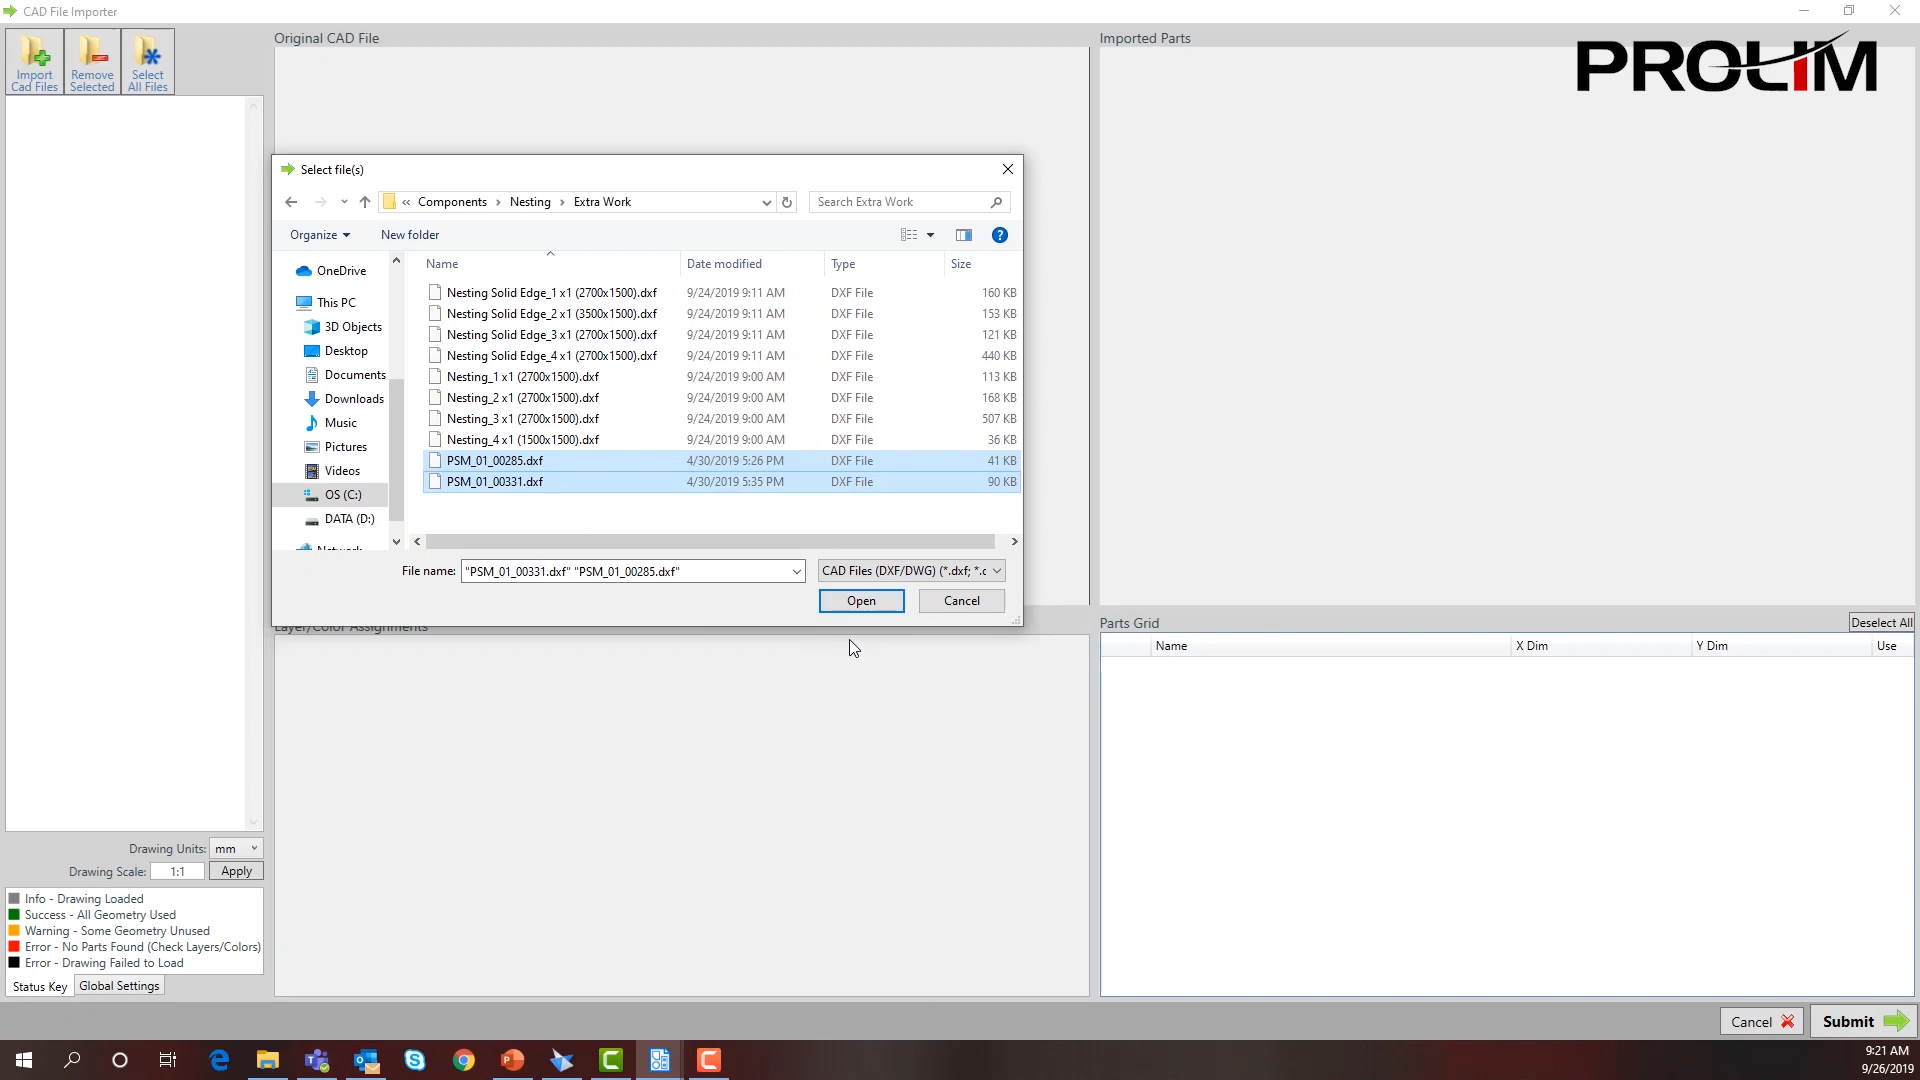 CAD File Importer
Import Cad Files
Remove Selected
Select All Files
Original CAD File
Imported Parts
PROLIM
Select file(s)
« Components › Nesting › Extra Work
Search Extra Work
Organize
New folder
OneDrive
This PC
3D Objects
Desktop
Documents
Downloads
Music
Pictures
Videos
OS (C:)
DATA (D:)
Network
Name Date modified Type Size
Nesting Solid Edge_1 x1 (2700x1500).dxf 9/24/2019 9:11 AM DXF File 160 KB
Nesting Solid Edge_2 x1 (3500x1500).dxf 9/24/2019 9:11 AM DXF File 153 KB
Nesting Solid Edge_3 x1 (2700x1500).dxf 9/24/2019 9:11 AM DXF File 121 KB
Nesting Solid Edge_4 x1 (2700x1500).dxf 9/24/2019 9:11 AM DXF File 440 KB
Nesting_1 x1 (2700x1500).dxf 9/24/2019 9:00 AM DXF File 113 KB
Nesting_2 x1 (2700x1500).dxf 9/24/2019 9:00 AM DXF File 168 KB
Nesting_3 x1 (2700x1500).dxf 9/24/2019 9:00 AM DXF File 507 KB
Nesting_4 x1 (1500x1500).dxf 9/24/2019 9:00 AM DXF File 36 KB
PSM_01_00285.dxf 4/30/2019 5:26 PM DXF File 41 KB
PSM_01_00331.dxf 4/30/2019 5:35 PM DXF File 90 KB
File name: "PSM_01_00331.dxf" "PSM_01_00285.dxf"
CAD Files (DXF/DWG) (*.dxf; *.c
Open
Cancel
Layer/Color Assignments
Parts Grid
Deselect All
Name X Dim Y Dim Use
Drawing Units: mm
Drawing Scale: 1:1 Apply
Info - Drawing Loaded
Success - All Geometry Used
Warning - Some Geometry Unused
Error - No Parts Found (Check Layers/Colors)
Error - Drawing Failed to Load
Status Key
Global Settings
Cancel
Submit
9:21 AM
9/26/2019